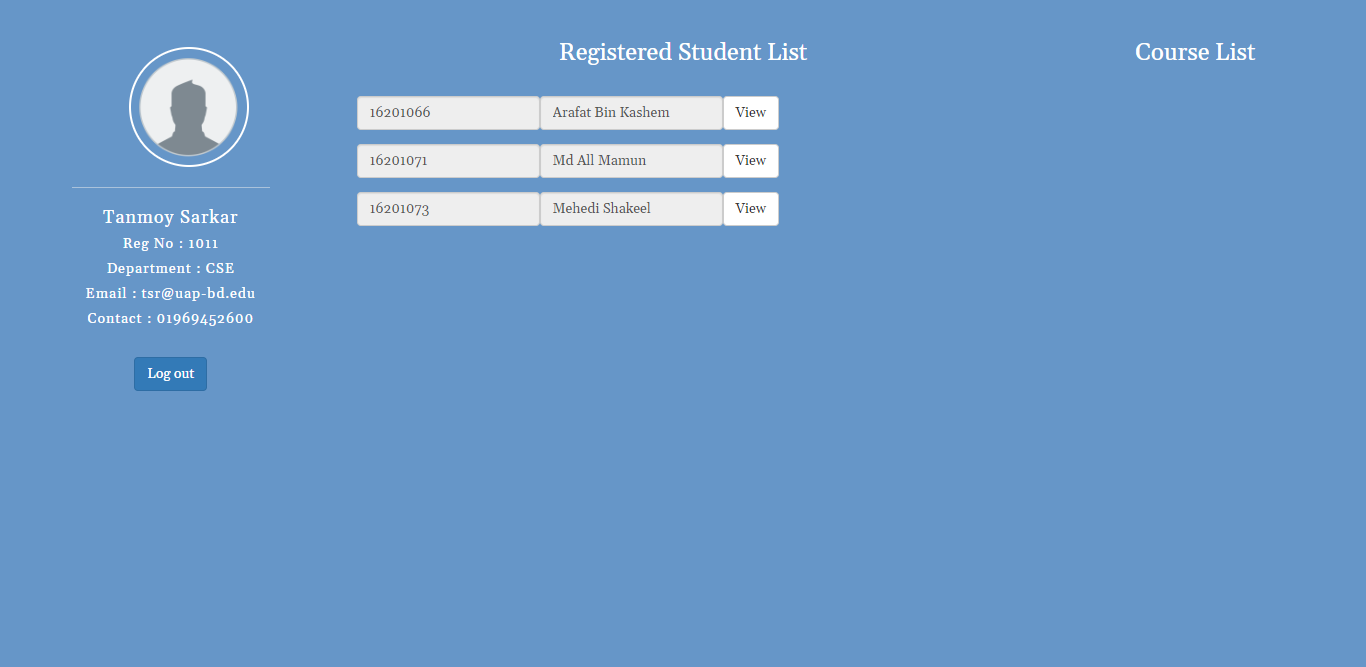 Registered Student List
Course List
16201066 Arafat Bin Kashem View
16201071 Md All Mamun View
16201073 Mehedi Shakeel View
Tanmoy Sarkar
Reg No : 1011
Department : CSE
Email : tsr@uap-bd.edu
Contact : 01969452600
Log out